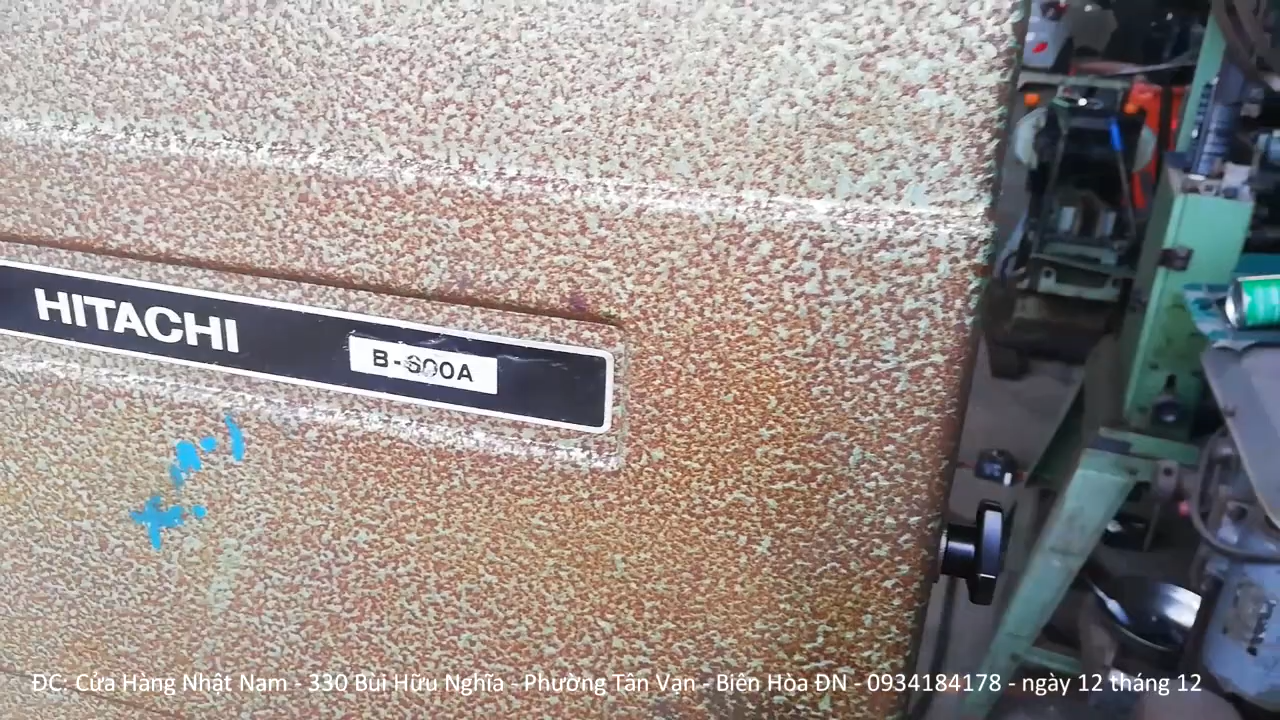 HITACHI
B-600A
ĐC: Cửa Hàng Nhật Nam - 330 Bùi Hữu Nghĩa - Phường Tân Vạn - Biên Hòa ĐN - 0934184178 - ngày 12 tháng 12